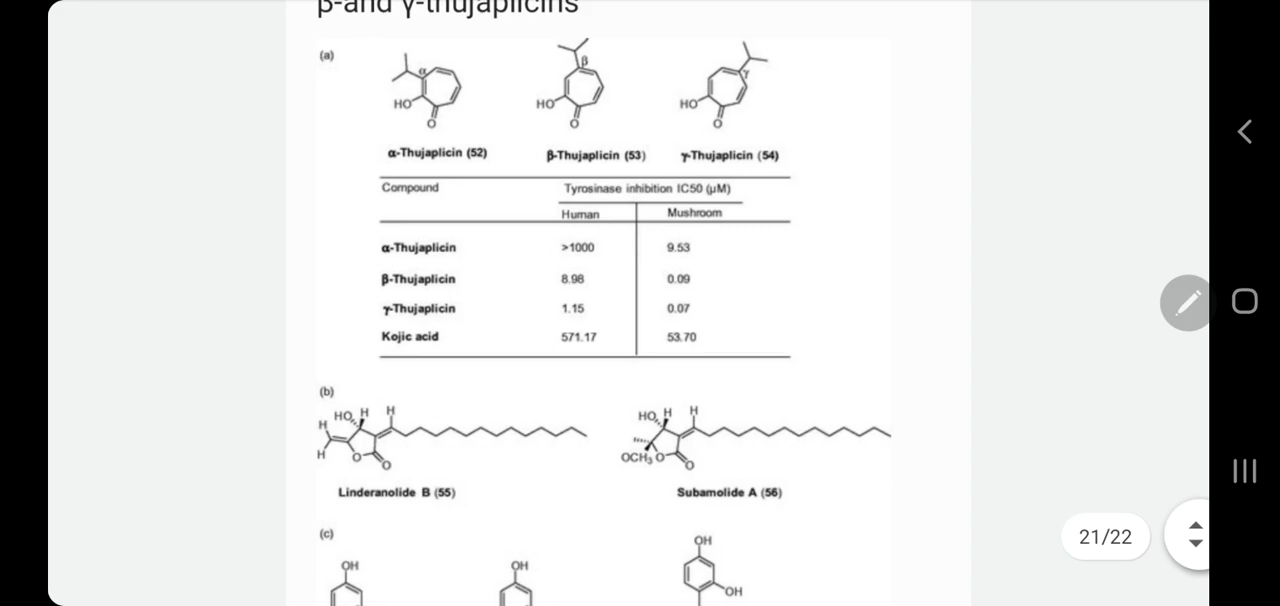 β-and γ-thujaplicins
(a)
α β γ
HO HO HO
O O O
α-Thujaplicin (52) β-Thujaplicin (53) γ-Thujaplicin (54)
Compound Tyrosinase inhibition IC50 (μM)
Human Mushroom
α-Thujaplicin >1000 9.53
β-Thujaplicin 8.98 0.09
γ-Thujaplicin 1.15 0.07
Kojic acid 571.17 53.70
(b)
HO H H HO H H
H
H O O OCH3 O O
Linderanolide B (55) Subamolide A (56)
21/22
(c)
OH OH OH
OH